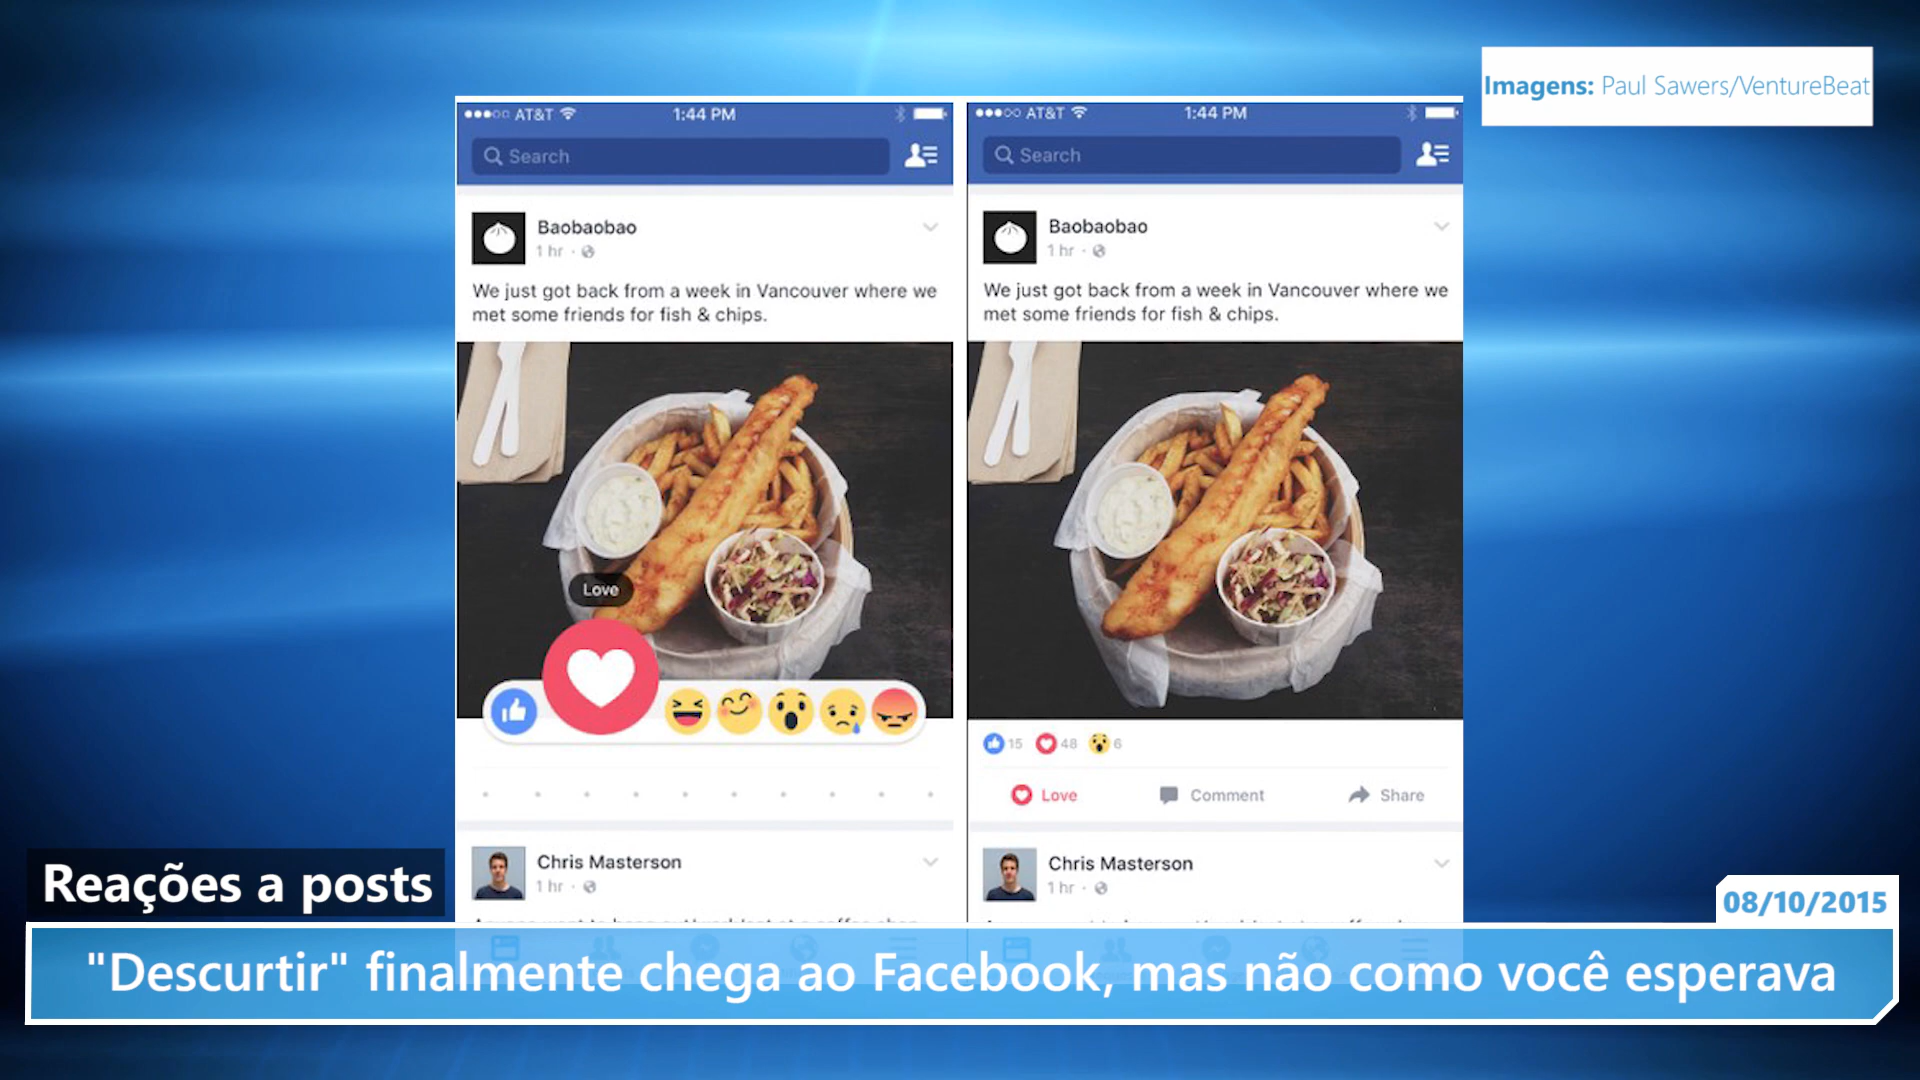 Imagens: Paul Sawers/VentureBeat
AT&T 1:44 PM
Search
Baobaobao
1 hr
We just got back from a week in Vancouver where we
met some friends for fish & chips.
Love
Chris Masterson
1 hr
AT&T 1:44 PM
Search
Baobaobao
1 hr
We just got back from a week in Vancouver where we
met some friends for fish & chips.
15 48 6
Love Comment Share
Chris Masterson
1 hr
Reações a posts
08/10/2015
"Descurtir" finalmente chega ao Facebook, mas não como você esperava